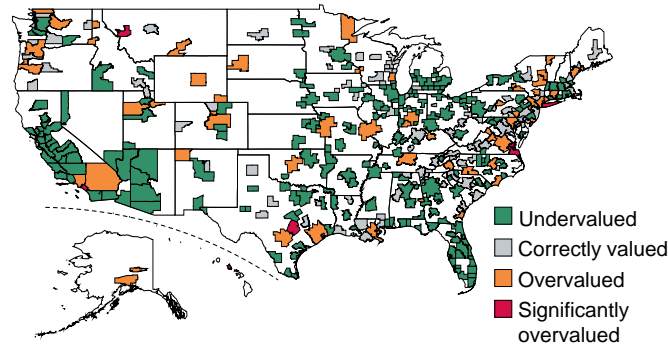 Undervalued
Correctly valued
Overvalued
Significantly
overvalued